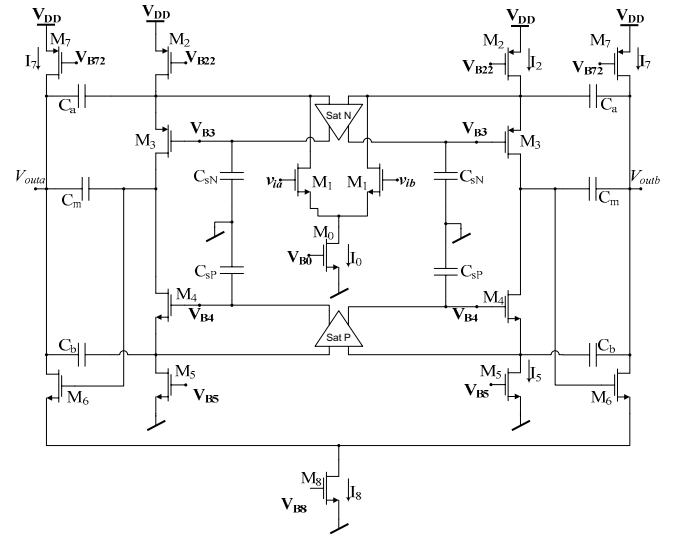 VDD VDD VDD VDD
M7 M2 M2 M7
I7 VB72 VB22 VB22 I2 VB72 I7
Ca Sat N Ca
M3 VB3 VB3 M3
Vouta CsN via M1 M1 vib CsN Voutb
Cm M0 Cm
VB0 I0
CsP CsP
M4 M4
VB4 Sat P VB4
Cb Cb
M5 M5 I5
M6 VB5 VB5 M6
M8
VB8 I8